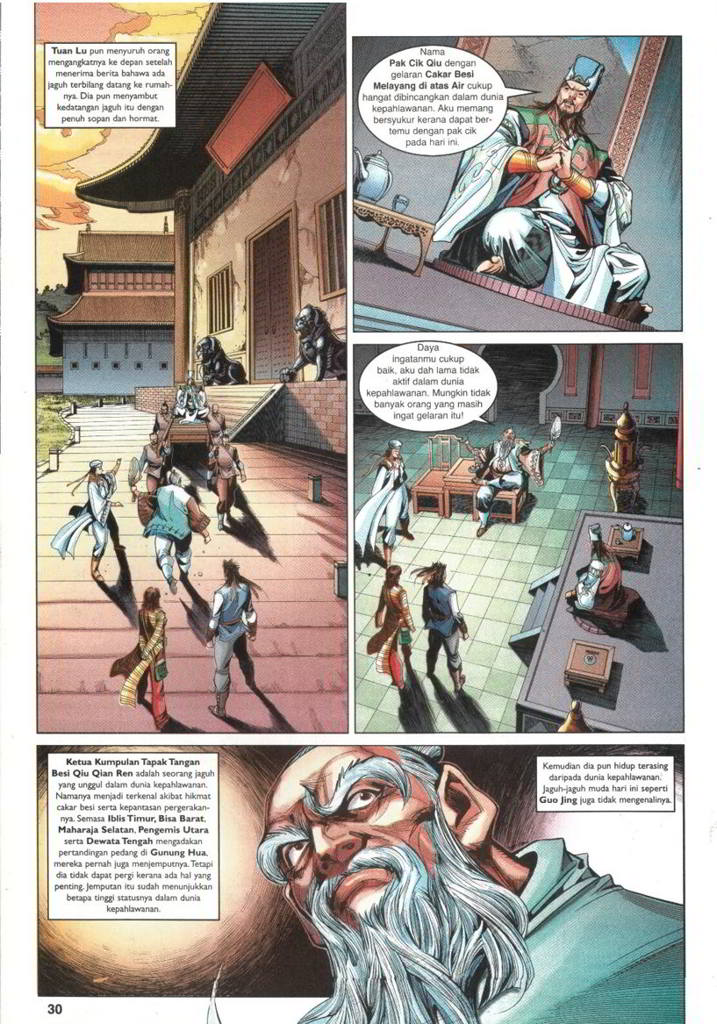 Tuan Lu pun menyuruh orang
mengangkatnya ke depan setelah
menerima berita bahawa ada
jaguh terbilang datang ke rumah-
nya. Dia pun menyambut
kedatangan jaguh itu dengan
penuh sopan dan hormat.
Nama
Pak Cik Qiu dengan
gelaran Cakar Besi
Melayang di atas Air cukup
hangat dibincangkan dalam dunia
kepahlawanan. Aku memang
bersyukur kerana dapat ber-
temu dengan pak cik
pada hari ini.
Daya
ingatanmu cukup
baik, aku dah lama tidak
aktif dalam dunia
kepahlawanan. Mungkin tidak
banyak orang yang masih
ingat gelaran itu!
Ketua Kumpulan Tapak Tangan
Besi Qiu Qian Ren adalah seorang jaguh
yang unggul dalam dunia kepahlawanan.
Namanya menjadi terkenal akibat hikmat
cakar besi serta kepantasan pergerakan-
nya. Semasa Iblis Timur, Bisa Barat,
Maharaja Selatan, Pengemis Utara
serta Dewata Tengah mengadakan
pertandingan pedang di Gunung Hua,
mereka pernah juga menjemputnya. Tetapi
dia tidak dapat pergi kerana ada hal yang
penting. Jemputan itu sudah menunjukkan
betapa tinggi statusnya dalam dunia
kepahlawanan.
Kemudian dia pun hidup terasing
daripada dunia kepahlawanan.
Jaguh-jaguh muda hari ini seperti
Guo Jing juga tidak mengenalinya.
30